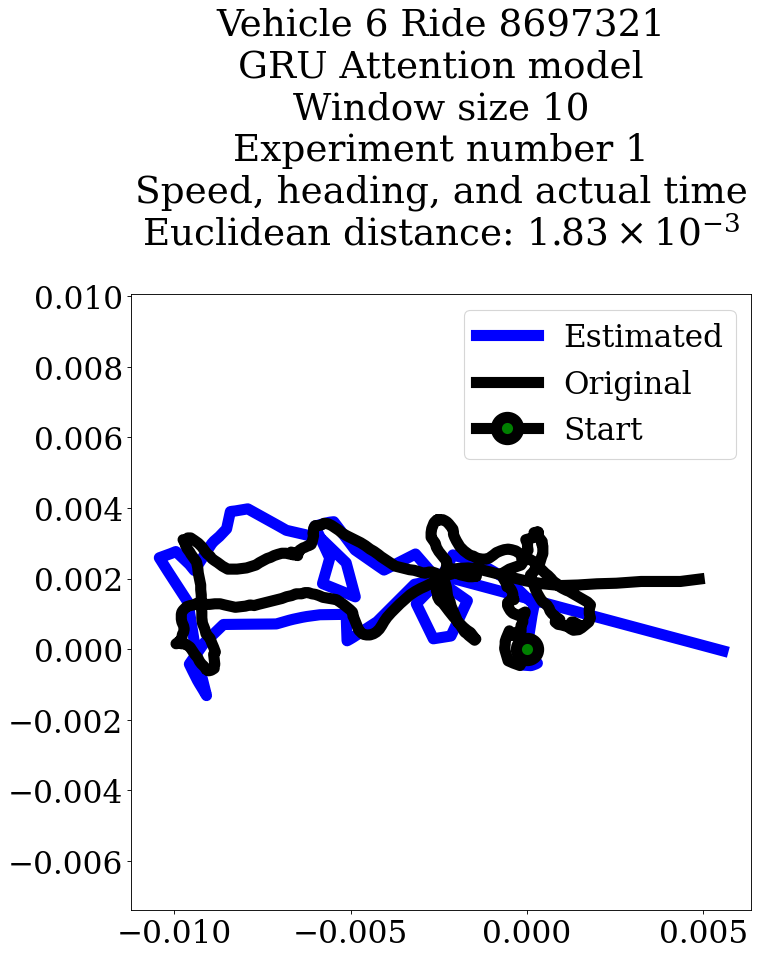 Vehicle 6 Ride 8697321
GRU Attention model
Window size 10
Experiment number 1
Speed, heading, and actual time
Euclidean distance: 1.83 × 10⁻³
0.010
0.008
0.006
0.004
0.002
0.000
−0.002
−0.004
−0.006
Estimated
Original
Start
−0.010
−0.005
0.000
0.005